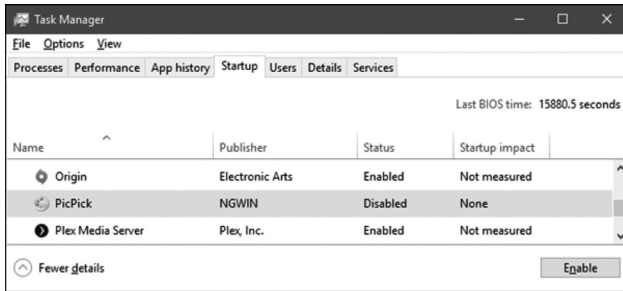 Task Manager
File Options View
Processes Performance App history Startup Users Details Services
Last BIOS time: 15880.5 seconds
Name Publisher Status Startup impact
Origin Electronic Arts Enabled Not measured
PicPick NGWIN Disabled None
Plex Media Server Plex, Inc. Enabled Not measured
Fewer details Enable